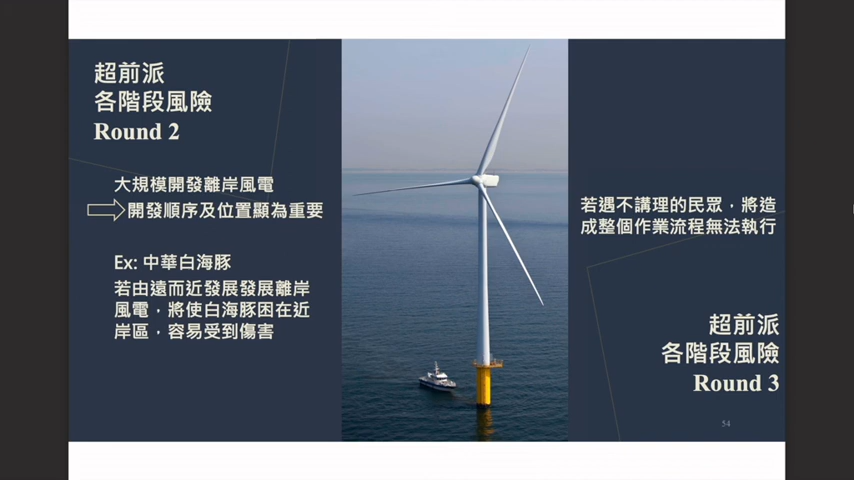 超前派
各階段風險
Round 2
大規模開發離岸風電
開發順序及位置顯為重要
Ex: 中華白海豚
若由遠而近發展發展離岸
風電，將使白海豚困在近
岸區，容易受到傷害
若遇不講理的民眾，將造
成整個作業流程無法執行
超前派
各階段風險
Round 3
54